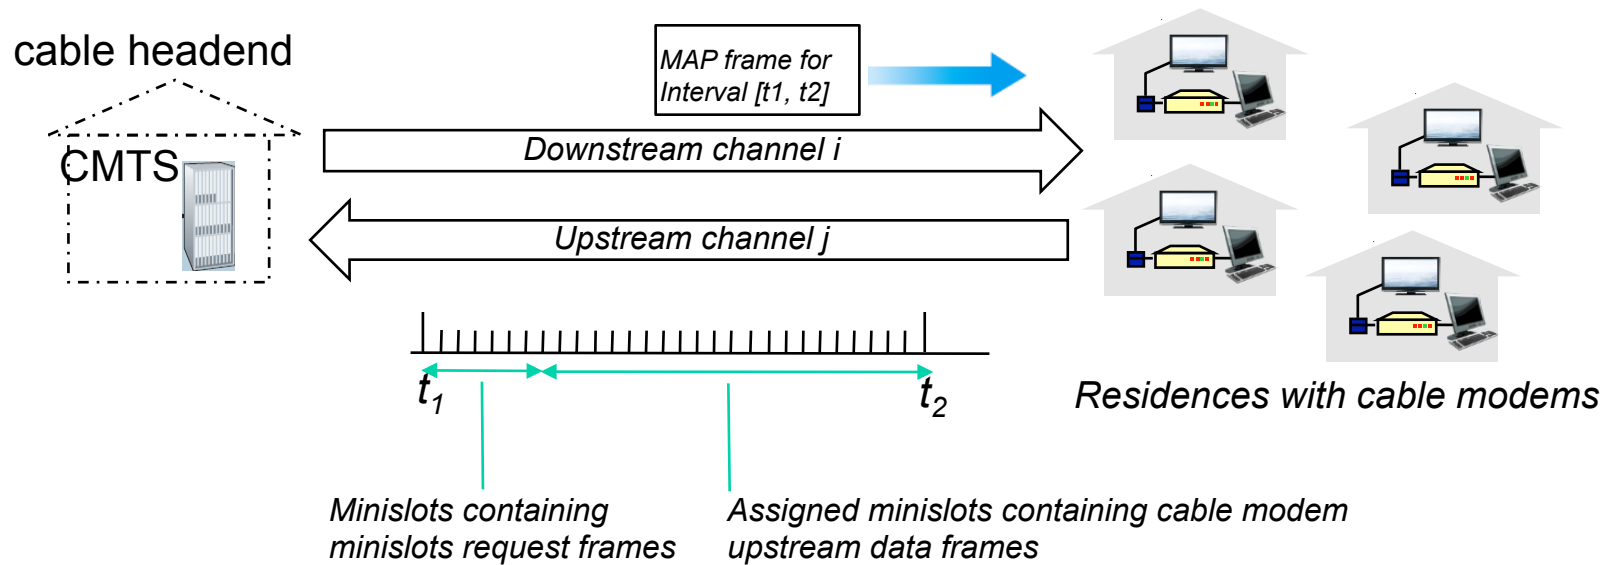 cable headend
MAP frame for
Interval [t1, t2]
CMTS
Downstream channel i
Upstream channel j
t1
t2
Residences with cable modems
Minislots containing
minislots request frames
Assigned minislots containing cable modem
upstream data frames